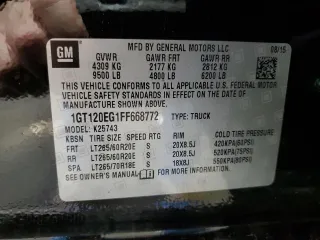 GM
MFD BY GENERAL MOTORS LLC
08/15
GVWR GAWR FRT GAWR RR
4309 KG 2177 KG 2812 KG
9500 LB 4800 LB 6200 LB
THIS VEHICLE CONFORMS TO ALL APPLICABLE U.S. FEDERAL
MOTOR VEHICLE SAFETY STANDARDS IN EFFECT ON THE DATE OF
MANUFACTURE SHOWN ABOVE.
1GT120EG1FF668772 TYPE: TRUCK
MODEL: K25743
KBSN TIRE SIZE SPEED RTG RIM COLD TIRE PRESSURE
FRT LT265/60R20E S 20X8.5J 420KPA(60PSI)
RR LT265/60R20E S 20X8.5J 520KPA(75PSI)
SPA LT265/70R18E S 18X8J 550KPA(80PSI)
SEE OWNER'S MANUAL